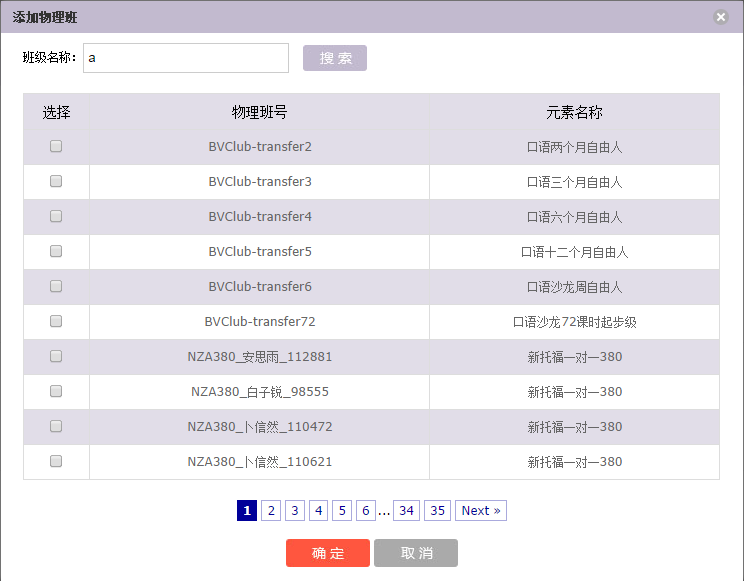 添加物理班
班级名称: a 搜 索
选择 物理班号 元素名称
BVClub-transfer2 口语两个月自由人
BVClub-transfer3 口语三个月自由人
BVClub-transfer4 口语六个月自由人
BVClub-transfer5 口语十二个月自由人
BVClub-transfer6 口语沙龙周自由人
BVClub-transfer72 口语沙龙72课时起步级
NZA380_安思雨_112881 新托福一对一380
NZA380_白子锐_98555 新托福一对一380
NZA380_卜信然_110472 新托福一对一380
NZA380_卜信然_110621 新托福一对一380
1 2 3 4 5 6 ... 34 35 Next »
确 定 取 消